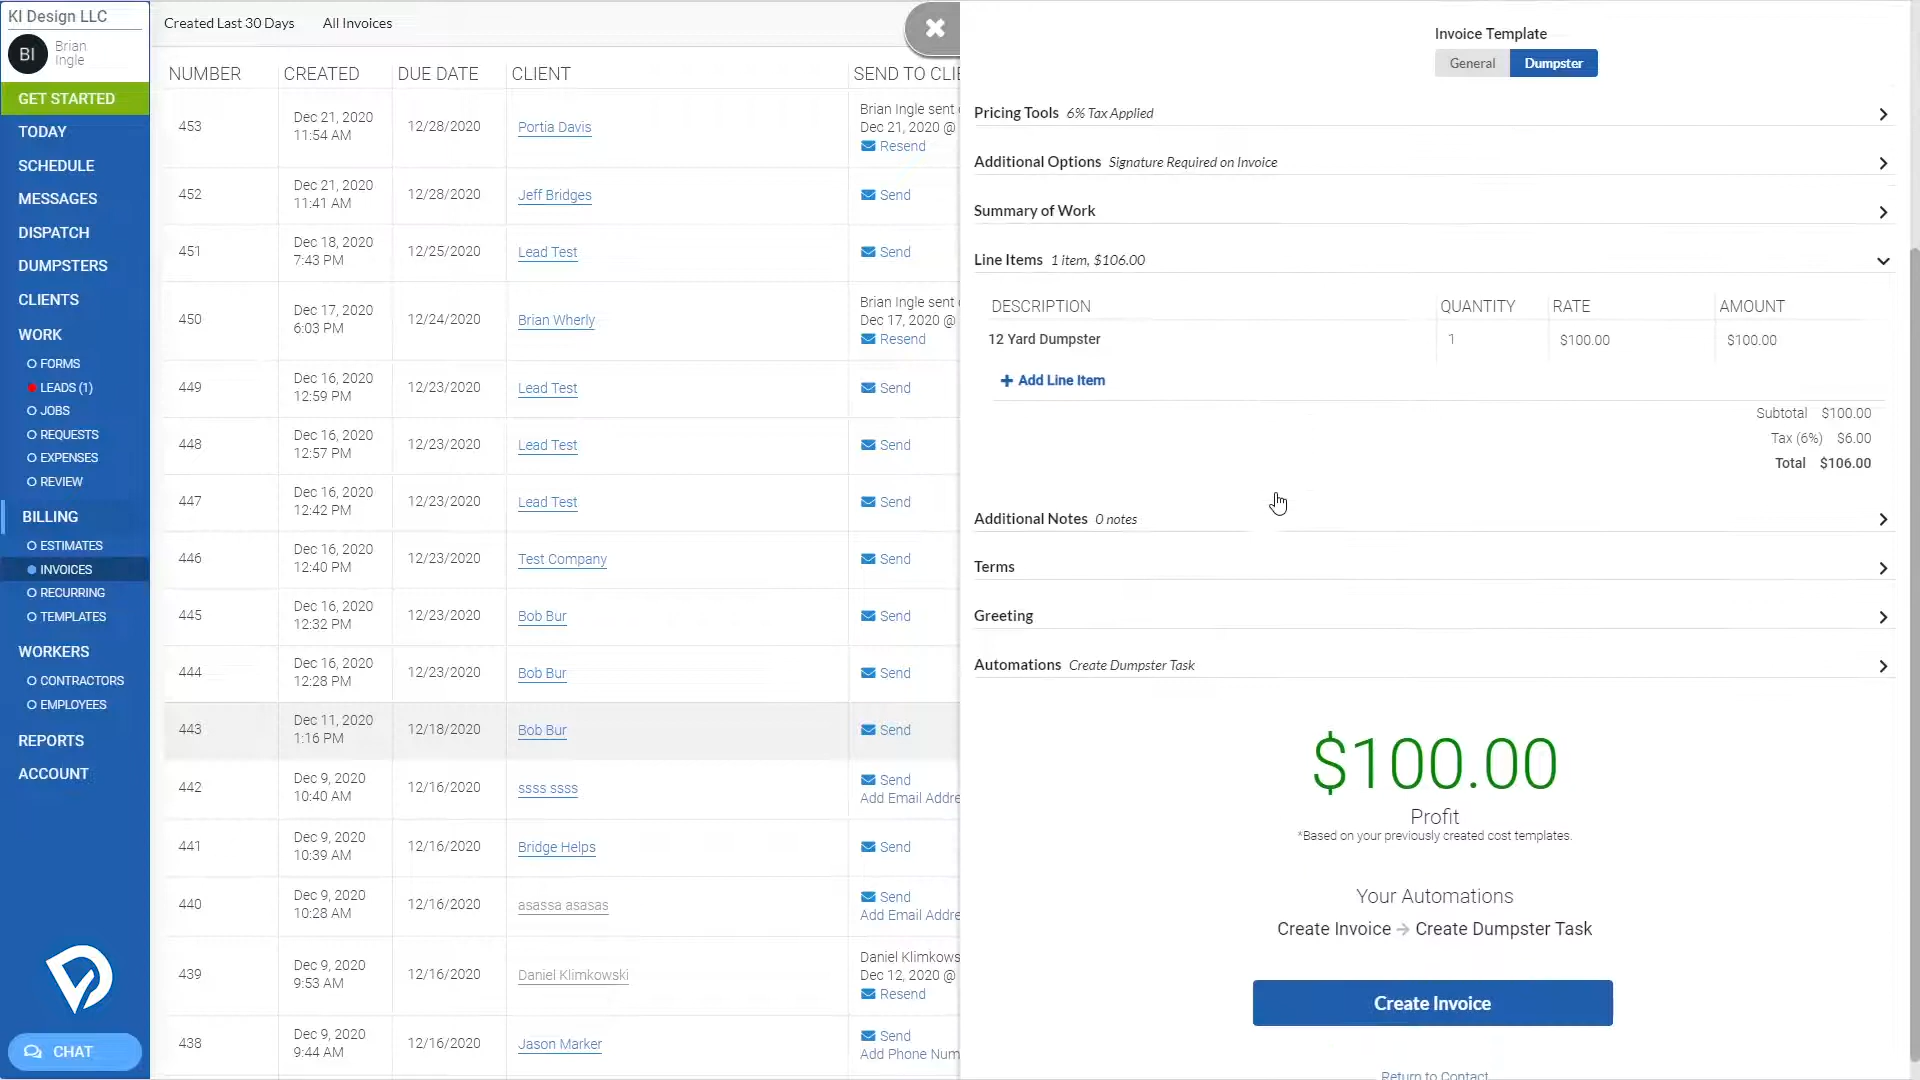 KI Design LLC
BI
Brian
Ingle
GET STARTED
TODAY
SCHEDULE
MESSAGES
DISPATCH
DUMPSTERS
CLIENTS
WORK
FORMS
LEADS (1)
JOBS
REQUESTS
EXPENSES
REVIEW
BILLING
ESTIMATES
INVOICES
RECURRING
TEMPLATES
WORKERS
CONTRACTORS
EMPLOYEES
REPORTS
ACCOUNT
CHAT
Created Last 30 Days All Invoices
NUMBER CREATED DUE DATE CLIENT SEND TO CLIE
453 Dec 21, 2020 11:54 AM 12/28/2020 Portia Davis Brian Ingle sent
Dec 21, 2020 @
Resend
452 Dec 21, 2020 11:41 AM 12/28/2020 Jeff Bridges Send
451 Dec 18, 2020 7:43 PM 12/25/2020 Lead Test Send
450 Dec 17, 2020 6:03 PM 12/24/2020 Brian Wherly Brian Ingle sent
Dec 17, 2020 @
Resend
449 Dec 16, 2020 12:59 PM 12/23/2020 Lead Test Send
448 Dec 16, 2020 12:57 PM 12/23/2020 Lead Test Send
447 Dec 16, 2020 12:42 PM 12/23/2020 Lead Test Send
446 Dec 16, 2020 12:40 PM 12/23/2020 Test Company Send
445 Dec 16, 2020 12:32 PM 12/23/2020 Bob Bur Send
444 Dec 16, 2020 12:28 PM 12/23/2020 Bob Bur Send
443 Dec 11, 2020 1:16 PM 12/18/2020 Bob Bur Send
442 Dec 9, 2020 10:40 AM 12/16/2020 ssss ssss Send
Add Email Addre
441 Dec 9, 2020 10:39 AM 12/16/2020 Bridge Helps Send
440 Dec 9, 2020 10:28 AM 12/16/2020 asassa asasas Send
Add Email Addre
439 Dec 9, 2020 9:53 AM 12/16/2020 Daniel Klimkowski Daniel Klimkows
Dec 12, 2020 @
Resend
438 Dec 9, 2020 9:44 AM 12/16/2020 Jason Marker Send
Add Phone Num
Invoice Template
General Dumpster
Pricing Tools 6% Tax Applied
Additional Options Signature Required on Invoice
Summary of Work
Line Items 1 item, $106.00
DESCRIPTION QUANTITY RATE AMOUNT
12 Yard Dumpster 1 $100.00 $100.00
+ Add Line Item
Subtotal $100.00
Tax (6%) $6.00
Total $106.00
Additional Notes 0 notes
Terms
Greeting
Automations Create Dumpster Task
$100.00
Profit
*Based on your previously created cost templates.
Your Automations
Create Invoice → Create Dumpster Task
Create Invoice
Return to Contact